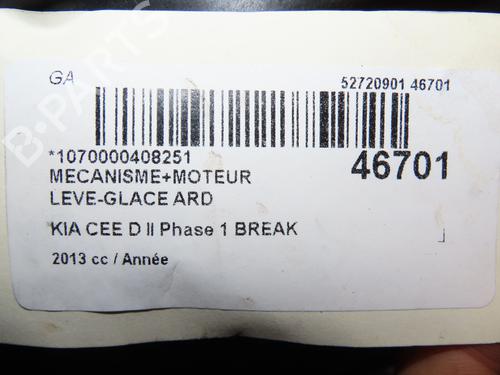 GA
52720901 46701
*1070000408251
46701
MECANISME+MOTEUR
LEVE-GLACE ARD
KIA CEE D II Phase 1 BREAK
2013 cc / Année
B-PARTS